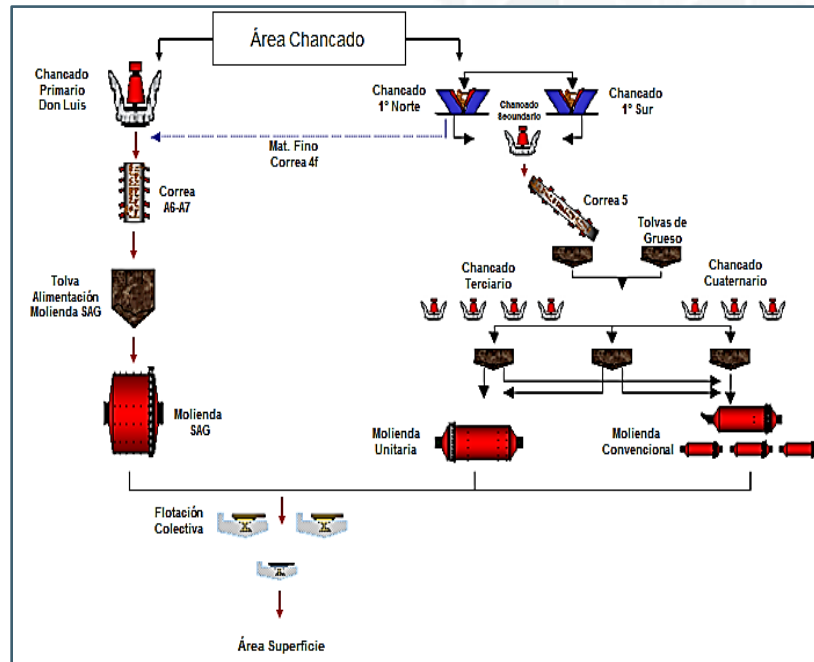 Área Chancado
Chancado
Primario
Don Luis
Chancado
1° Norte
Chancado
Secoundario
Chancado
1° Sur
Mat. Fino
Correa 4f
Correa
A6-A7
Correa 5
Tolvas de
Grueso
Tolva
Alimentación
Molienda SAG
Chancado
Terciario
Chancado
Cuaternario
Molienda
SAG
Molienda
Unitaria
Molienda
Convencional
Flotación
Colectiva
Área Superficie